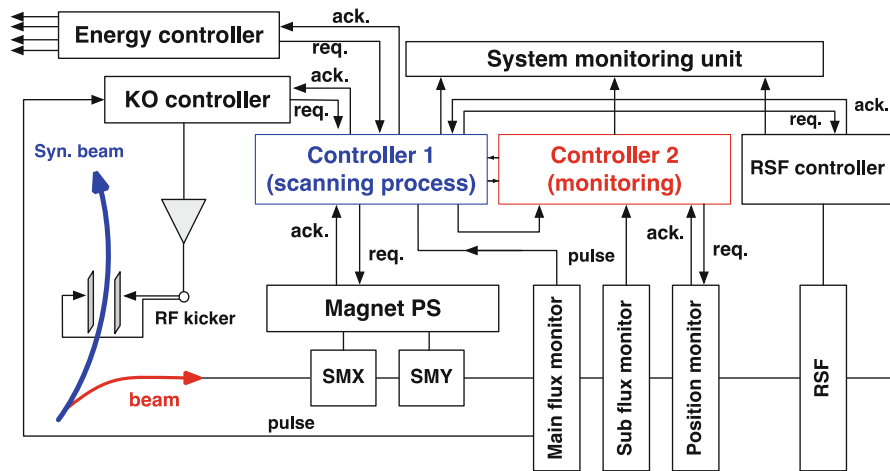 Energy controller
ack.
req.
System monitoring unit
KO controller
ack.
req.
ack.
req.
Syn. beam
Controller 1
(scanning process)
Controller 2
(monitoring)
RSF controller
ack.
req.
pulse
ack.
req.
RF kicker
Magnet PS
Main flux monitor
Sub flux monitor
Position monitor
RSF
SMX
SMY
beam
pulse